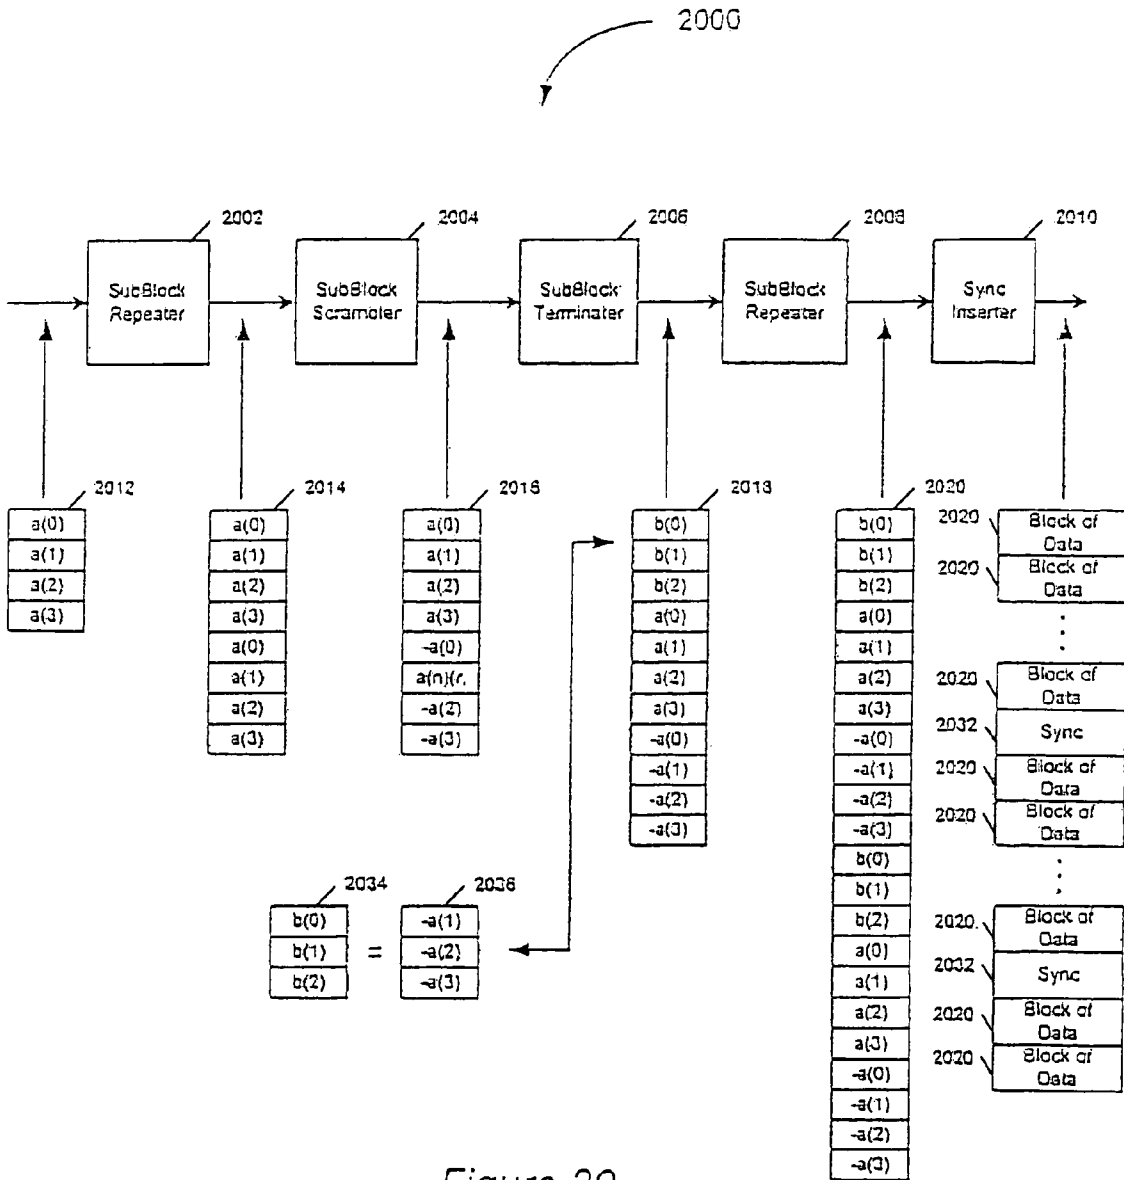 2000
2002
2004
2006
2008
2010
SubBlock
Repeater
SubBlock
Scrambler
SubBlock
Terminater
SubBlock
Repeater
Sync
Inserter
2012
a(0)
a(1)
a(2)
a(3)
2014
a(0)
a(1)
a(2)
a(3)
a(0)
a(1)
a(2)
a(3)
2016
a(0)
a(1)
a(2)
a(3)
-a(0)
a(n)(r,
-a(2)
-a(3)
2018
b(0)
b(1)
b(2)
a(0)
a(1)
a(2)
a(3)
-a(0)
-a(1)
-a(2)
-a(3)
2034
b(0)
b(1)
b(2)
=
2036
-a(1)
-a(2)
-a(3)
2020
b(0)
b(1)
b(2)
a(0)
a(1)
a(2)
a(3)
-a(0)
-a(1)
-a(2)
-a(3)
b(0)
b(1)
b(2)
a(0)
a(1)
a(2)
a(3)
-a(0)
-a(1)
-a(2)
-a(3)
2020
Block of
Data
2020
Block of
Data
2020
Block of
Data
2032
Sync
2020
Block of
Data
2020
Block of
Data
2020
Block of
Data
2032
Sync
2020
Block of
Data
2020
Block of
Data
Figure 20